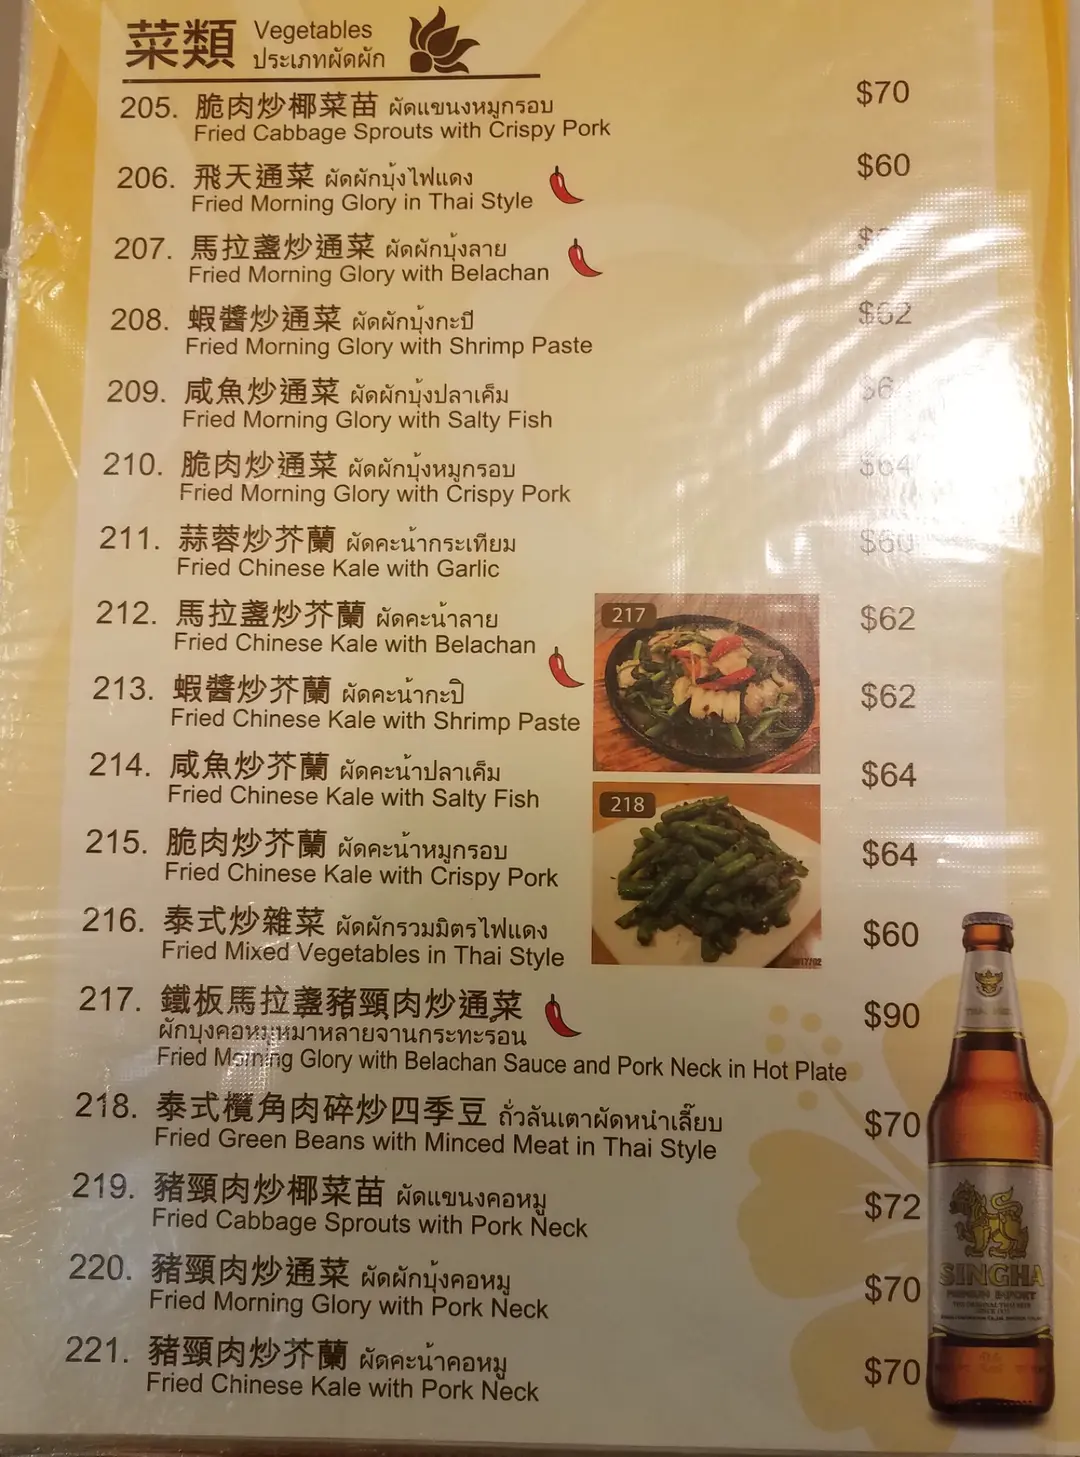 菜類 Vegetables
ประเภทผัดผัก
205. 脆肉炒椰菜苗 ผัดแขนงหมูกรอบ $70
Fried Cabbage Sprouts with Crispy Pork
206. 飛天通菜 ผัดผักบุ้งไฟแดง $60
Fried Morning Glory in Thai Style
207. 馬拉盞炒通菜 ผัดผักบุ้งลาย
Fried Morning Glory with Belachan
208. 蝦醬炒通菜 ผัดผักบุ้งกะปิ $62
Fried Morning Glory with Shrimp Paste
209. 咸魚炒通菜 ผัดผักบุ้งปลาเค็ม
Fried Morning Glory with Salty Fish
210. 脆肉炒通菜 ผัดผักบุ้งหมูกรอบ $64
Fried Morning Glory with Crispy Pork
211. 蒜蓉炒芥蘭 ผัดคะน้ากระเทียม $60
Fried Chinese Kale with Garlic
212. 馬拉盞炒芥蘭 ผัดคะน้าลาย $62
Fried Chinese Kale with Belachan
213. 蝦醬炒芥蘭 ผัดคะน้ากะปิ $62
Fried Chinese Kale with Shrimp Paste
214. 咸魚炒芥蘭 ผัดคะน้าปลาเค็ม $64
Fried Chinese Kale with Salty Fish
215. 脆肉炒芥蘭 ผัดคะน้าหมูกรอบ $64
Fried Chinese Kale with Crispy Pork
216. 泰式炒雜菜 ผัดผักรวมมิตรไฟแดง $60
Fried Mixed Vegetables in Thai Style
217. 鐵板馬拉盞豬頸肉炒通菜 $90
Fried Morning Glory with Belachan Sauce and Pork Neck in Hot Plate
218. 泰式欖角肉碎炒四季豆 ถั่วลันเตาผัดหนำเลี๊ยบ $70
Fried Green Beans with Minced Meat in Thai Style
219. 豬頸肉炒椰菜苗 ผัดแขนงคอหมู $72
Fried Cabbage Sprouts with Pork Neck
220. 豬頸肉炒通菜 ผัดผักบุ้งคอหมู $70
Fried Morning Glory with Pork Neck
221. 豬頸肉炒芥蘭 ผัดคะน้าคอหมู $70
Fried Chinese Kale with Pork Neck
217
218
SINGHA
PREMIUM IMPORT